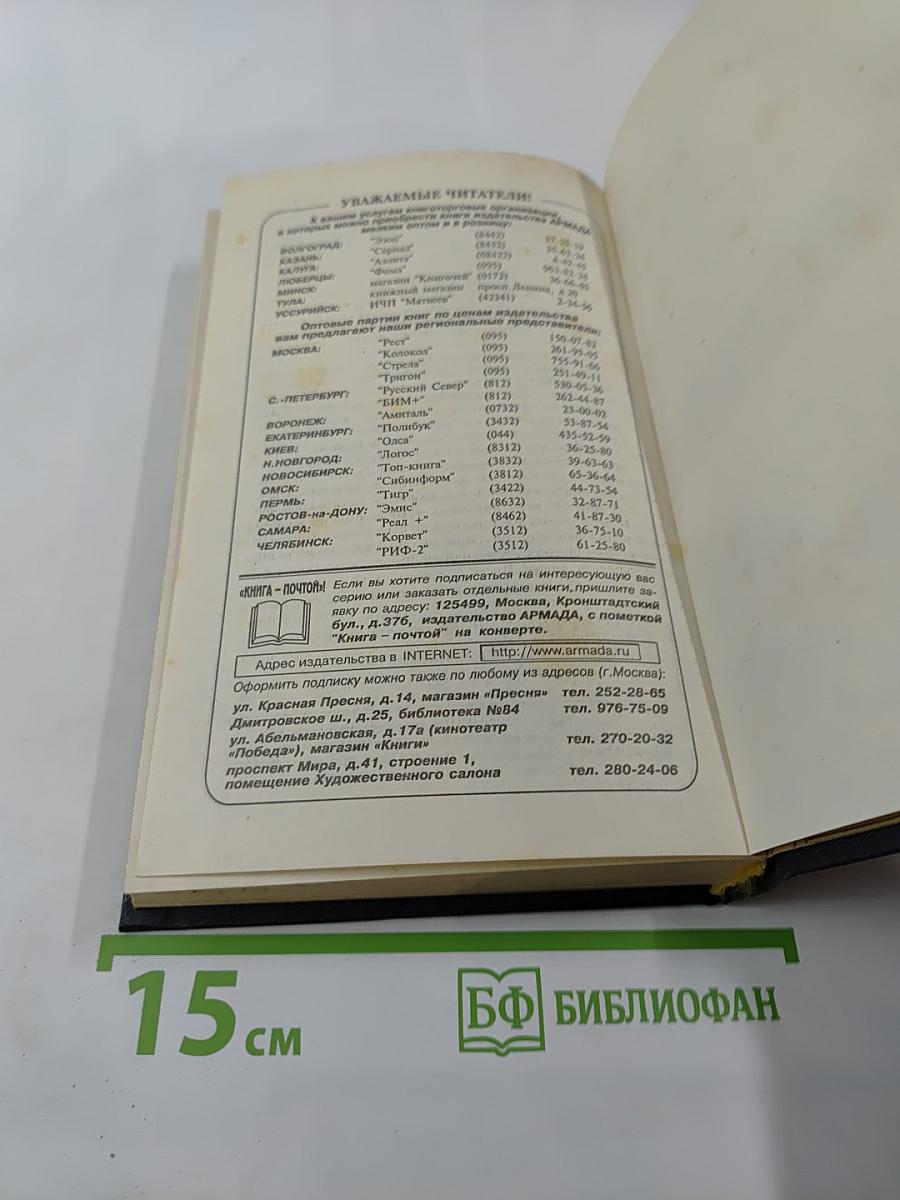 УВАЖАЕМЫЕ ЧИТАТЕЛИ!
К вашим услугам книготорговые организации,
в которых можно приобрести книги издательства АРМАДА
мелким оптом и в розницу:
ВОЛГОГРАД: "Эзоп" (8442)
КАЗАНЬ: "Сериал" (8432)
КАЛУГА: "Аэлита" (08422)
ЛЮБЕРЦЫ: "Фома" (095)
МИНСК: магазин "Книгочей" (0172) 36-66-45
ТУЛА: книжный магазин просп Ленина, д.20
УССУРИЙСК: ИЧП "Матвеев" (42341) 2-34-56
Оптовые партии книг по ценам издательства
вам предлагают наши региональные представители:
МОСКВА: "Рест" (095) 150-07-82
"Колокол" (095) 261-95-05
"Стрела" (095) 755-91-66
"Тригон" (095) 251-49-11
С.-ПЕТЕРБУРГ: "Русский Север" (812) 530-05-36
"БИМ+" (812) 262-44-87
ВОРОНЕЖ: "Амиталь" (0732) 23-00-02
ЕКАТЕРИНБУРГ: "Полибук" (3432) 53-87-54
КИЕВ: "Олса" (044) 435-52-59
Н.НОВГОРОД: "Логос" (8312) 36-25-80
НОВОСИБИРСК: "Топ-книга" (3832) 39-63-63
ОМСК: "Сибинформ" (3812) 65-36-64
ПЕРМЬ: "Тигр" (3422) 44-73-54
РОСТОВ-на-ДОНУ: "Эмис" (8632) 32-87-71
САМАРА: "Реал +" (8462) 41-87-30
ЧЕЛЯБИНСК: "Корвет" (3512) 36-75-10
"РИФ-2" (3512) 61-25-80
«КНИГА – ПОЧТОЙ»!
Если вы хотите подписаться на интересующую вас
серию или заказать отдельные книги, пришлите за-
явку по адресу: 125499, Москва, Кронштадтский
бул., д.37б, издательство АРМАДА, с пометкой
"Книга – почтой" на конверте.
Адрес издательства в INTERNET: http://www.armada.ru
Оформить подписку можно также по любому из адресов (г.Москва):
ул. Красная Пресня, д.14, магазин «Пресня» тел. 252-28-65
Дмитровское ш., д.25, библиотека №84 тел. 976-75-09
ул. Абельмановская, д.17а (кинотеатр
«Победа»), магазин «Книги» тел. 270-20-32
проспект Мира, д.41, строение 1,
помещение Художественного салона тел. 280-24-06
15 см
БФ БИБЛИОФАН